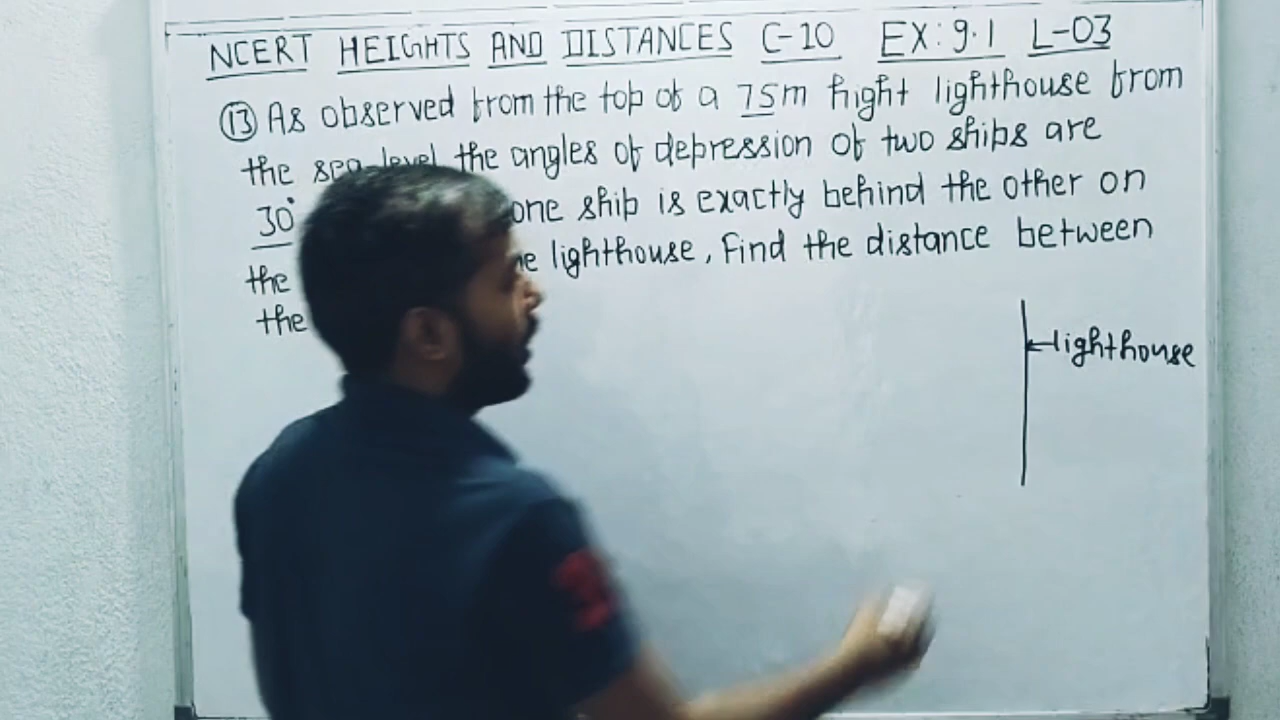 NCERT HEIGHTS AND DISTANCES C-10 EX: 9.1 L-03
(13) As observed from the top of a 75m hight lighthouse from
the sea level the angles of depression of two ships are
30° one ship is exactly behind the other on
the lighthouse, Find the distance between
the
lighthouse